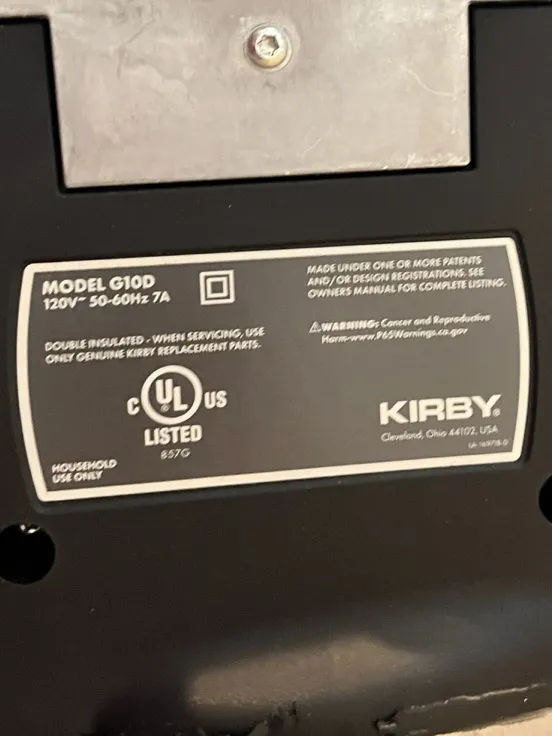 MODEL G10D
120V~ 50-60Hz 7A
MADE UNDER ONE OR MORE PATENTS
AND/OR DESIGN REGISTRATIONS. SEE
OWNERS MANUAL FOR COMPLETE LISTING.
DOUBLE INSULATED - WHEN SERVICING, USE
ONLY GENUINE KIRBY REPLACEMENT PARTS.
⚠WARNING: Cancer and Reproductive
Harm-www.P65Warnings.ca.gov
C UL® US
LISTED
857G
KIRBY®
Cleveland, Ohio 44102, USA
HOUSEHOLD
USE ONLY